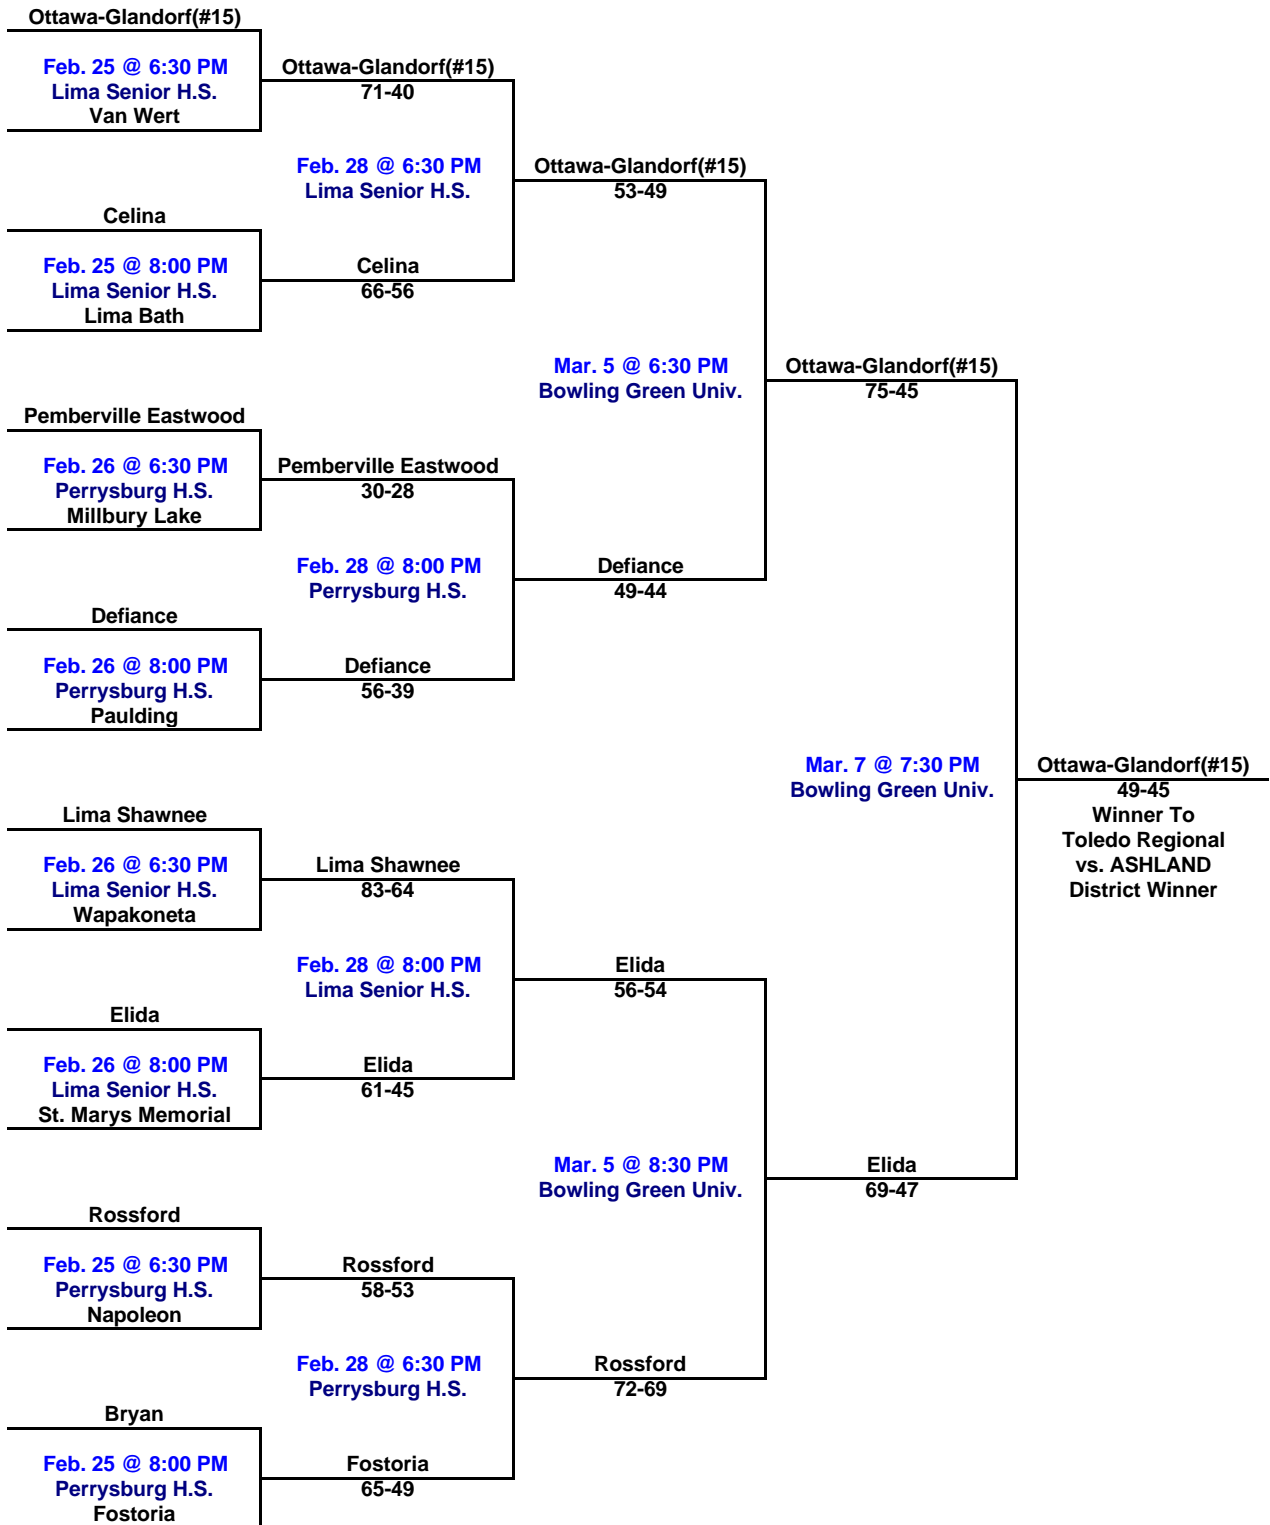 Ottawa-Glandorf(#15)
Feb. 25 @ 6:30 PM
Lima Senior H.S.
Van Wert
Celina
Feb. 25 @ 8:00 PM
Lima Senior H.S.
Lima Bath
Pemberville Eastwood
Feb. 26 @ 6:30 PM
Perrysburg H.S.
Millbury Lake
Defiance
Feb. 26 @ 8:00 PM
Perrysburg H.S.
Paulding
Lima Shawnee
Feb. 26 @ 6:30 PM
Lima Senior H.S.
Wapakoneta
Elida
Feb. 26 @ 8:00 PM
Lima Senior H.S.
St. Marys Memorial
Rossford
Feb. 25 @ 6:30 PM
Perrysburg H.S.
Napoleon
Bryan
Feb. 25 @ 8:00 PM
Perrysburg H.S.
Fostoria
Ottawa-Glandorf(#15)
71-40
Feb. 28 @ 6:30 PM
Lima Senior H.S.
Celina
66-56
Pemberville Eastwood
30-28
Feb. 28 @ 8:00 PM
Perrysburg H.S.
Defiance
56-39
Lima Shawnee
83-64
Feb. 28 @ 8:00 PM
Lima Senior H.S.
Elida
61-45
Rossford
58-53
Feb. 28 @ 6:30 PM
Perrysburg H.S.
Fostoria
65-49
Ottawa-Glandorf(#15)
53-49
Mar. 5 @ 6:30 PM
Bowling Green Univ.
Defiance
49-44
Elida
56-54
Mar. 5 @ 8:30 PM
Bowling Green Univ.
Rossford
72-69
Ottawa-Glandorf(#15)
75-45
Mar. 7 @ 7:30 PM
Bowling Green Univ.
Elida
69-47
Ottawa-Glandorf(#15)
49-45
Winner To
Toledo Regional
vs. ASHLAND
District Winner